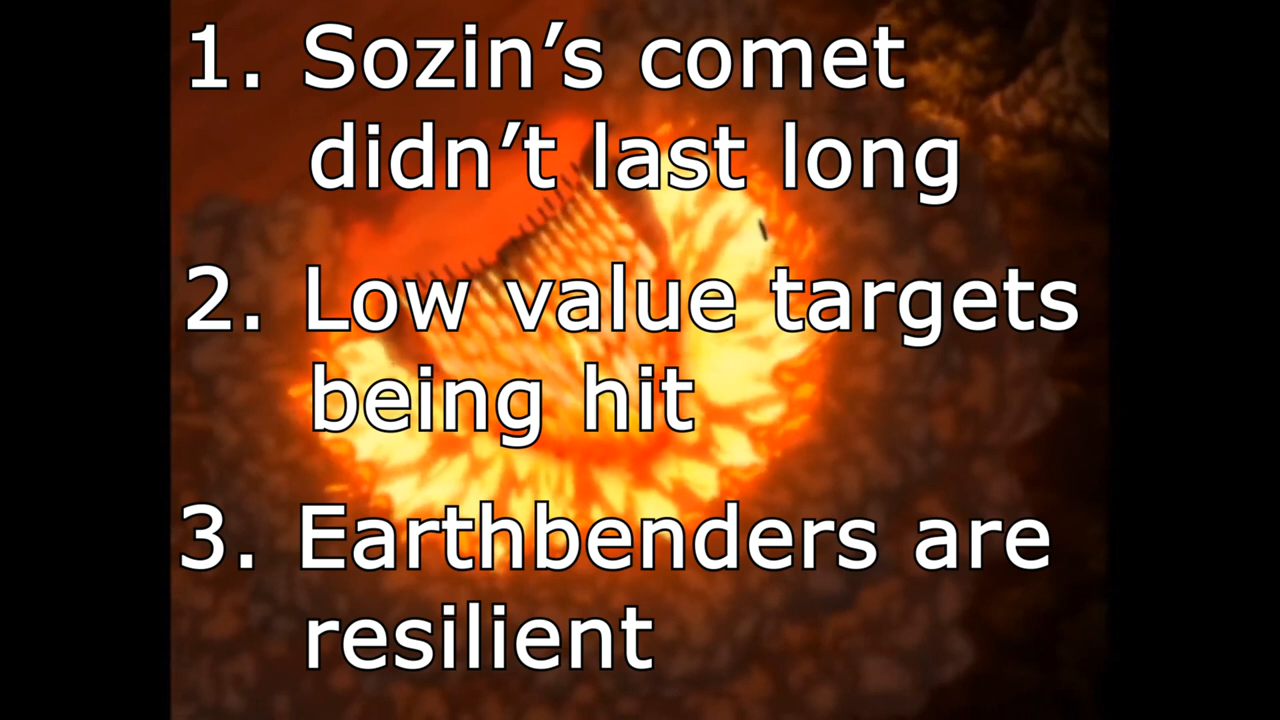 1. Sozin’s comet
didn’t last long
2. Low value targets
being hit
3. Earthbenders are
resilient